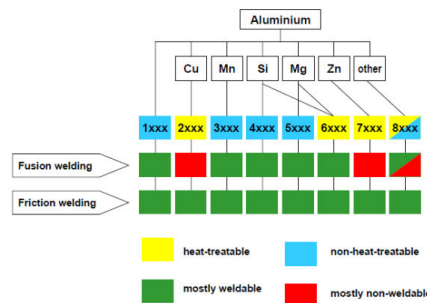 Aluminium
Cu Mn Si Mg Zn other
1xxx 2xxx 3xxx 4xxx 5xxx 6xxx 7xxx 8xxx
Fusion welding
Friction welding
heat-treatable
non-heat-treatable
mostly weldable
mostly non-weldable